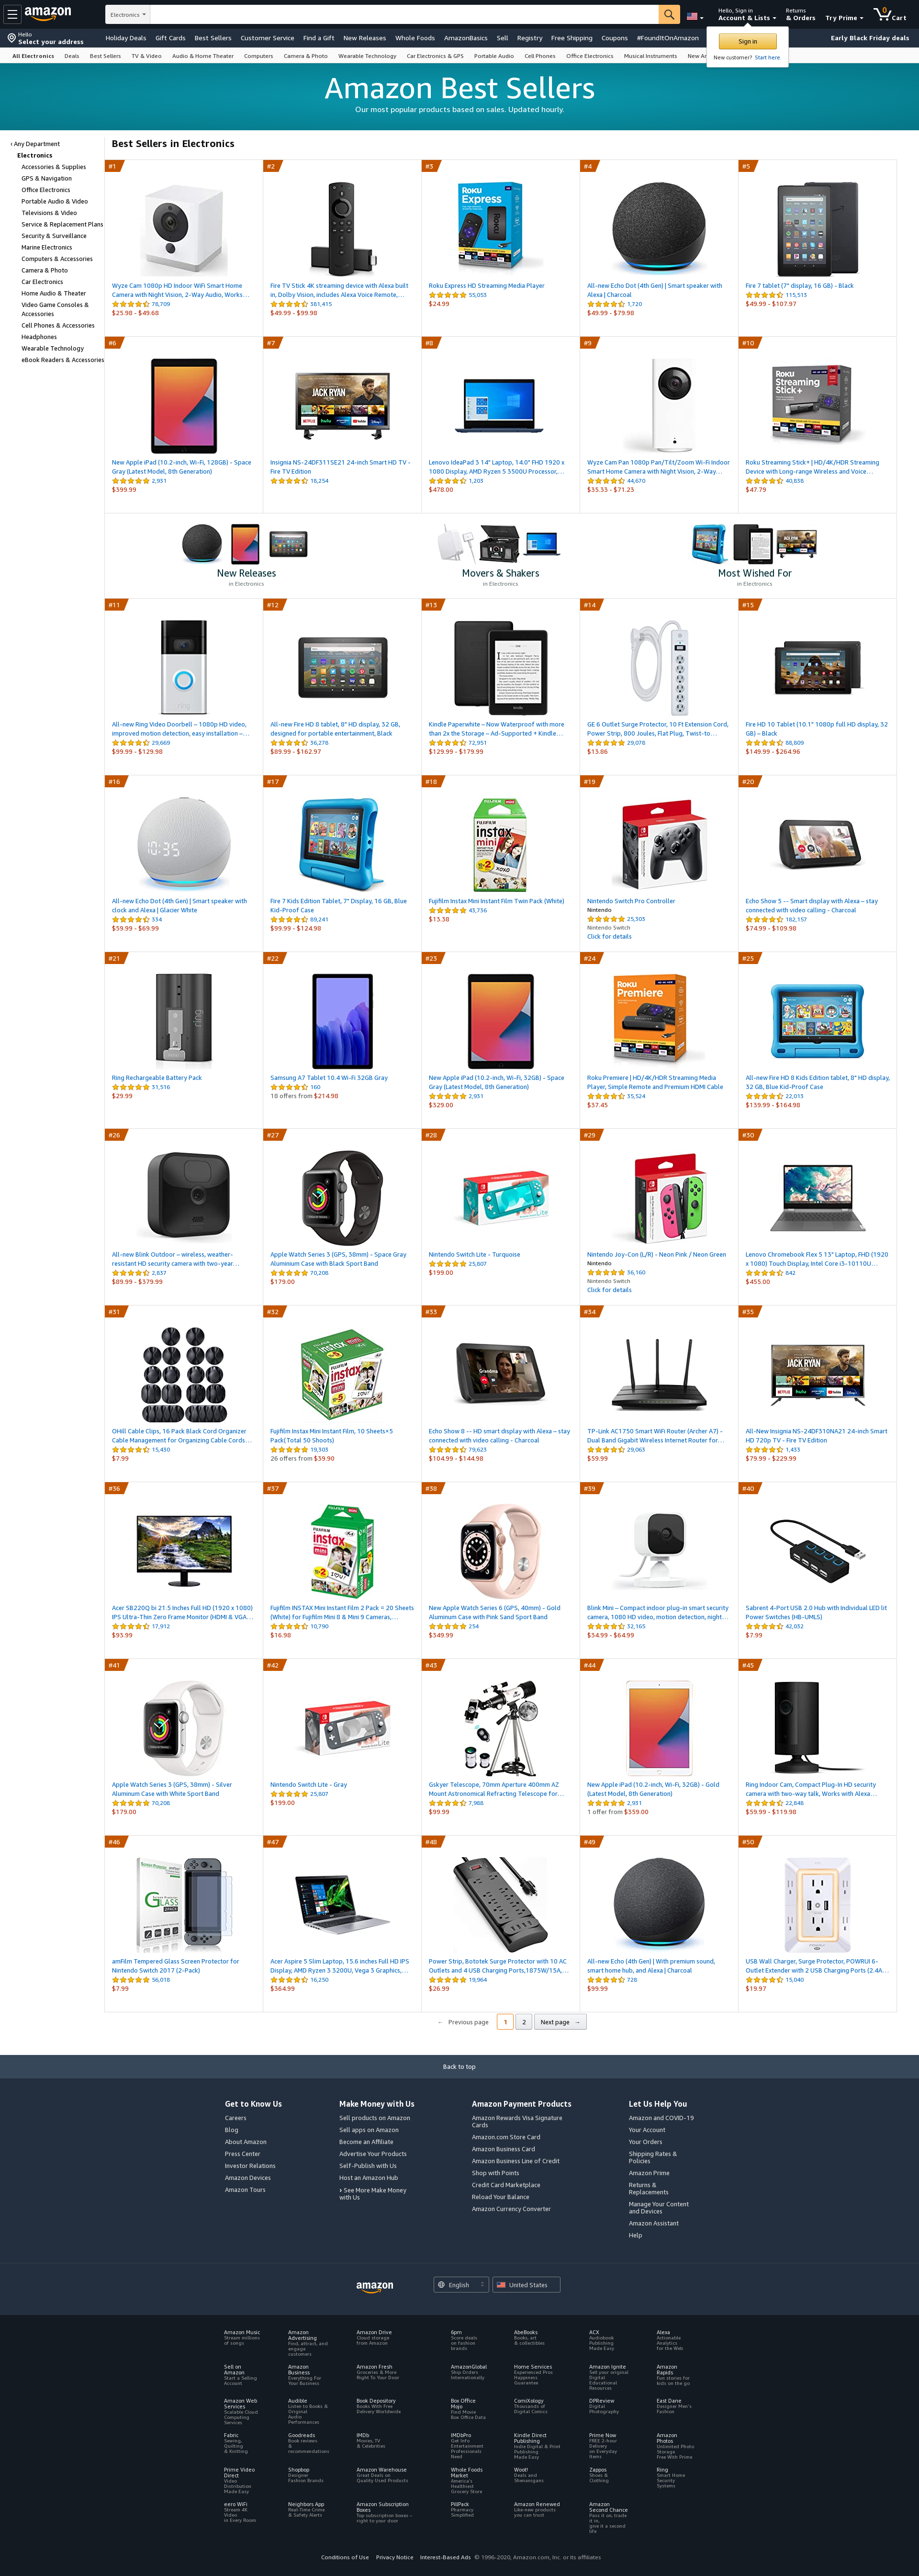 amazon
Electronics
Hello, Sign in
Account & Lists
Returns
& Orders
Try Prime
0
Cart
Hello
Select your address
Holiday Deals
Gift Cards
Best Sellers
Customer Service
Find a Gift
New Releases
Whole Foods
AmazonBasics
Sell
Registry
Free Shipping
Coupons
#FoundItOnAmazon
Early Black Friday deals
Sign in
New customer? Start here.
All Electronics
Deals
Best Sellers
TV & Video
Audio & Home Theater
Computers
Camera & Photo
Wearable Technology
Car Electronics & GPS
Portable Audio
Cell Phones
Office Electronics
Musical Instruments
Amazon Best Sellers
Our most popular products based on sales. Updated hourly.
‹ Any Department
Electronics
Accessories & Supplies
GPS & Navigation
Office Electronics
Portable Audio & Video
Televisions & Video
Service & Replacement Plans
Security & Surveillance
Marine Electronics
Computers & Accessories
Camera & Photo
Car Electronics
Home Audio & Theater
Video Game Consoles &
Accessories
Cell Phones & Accessories
Headphones
Wearable Technology
eBook Readers & Accessories
Best Sellers in Electronics
#1
Wyze Cam 1080p HD Indoor WiFi Smart Home
Camera with Night Vision, 2-Way Audio, Works…
78,709
$25.98 - $49.68
#2
Fire TV Stick 4K streaming device with Alexa built
in, Dolby Vision, includes Alexa Voice Remote,…
381,415
$49.99 - $99.98
#3
Roku Express HD Streaming Media Player
55,053
$24.99
#4
All-new Echo Dot (4th Gen) | Smart speaker with
Alexa | Charcoal
1,720
$49.99 - $79.98
#5
Fire 7 tablet (7" display, 16 GB) - Black
115,513
$49.99 - $107.97
#6
New Apple iPad (10.2-inch, Wi-Fi, 128GB) - Space
Gray (Latest Model, 8th Generation)
2,931
$399.99
#7
Insignia NS-24DF311SE21 24-inch Smart HD TV -
Fire TV Edition
18,254
#8
Lenovo IdeaPad 3 14" Laptop, 14.0" FHD 1920 x
1080 Display, AMD Ryzen 5 3500U Processor,…
1,203
$478.00
#9
Wyze Cam Pan 1080p Pan/Tilt/Zoom Wi-Fi Indoor
Smart Home Camera with Night Vision, 2-Way…
44,670
$35.33 - $71.23
#10
Roku Streaming Stick+ | HD/4K/HDR Streaming
Device with Long-range Wireless and Voice…
40,838
$47.79
New Releases
in Electronics
Movers & Shakers
in Electronics
Most Wished For
in Electronics
#11
All-new Ring Video Doorbell – 1080p HD video,
improved motion detection, easy installation –…
29,669
$99.99 - $129.98
#12
All-new Fire HD 8 tablet, 8" HD display, 32 GB,
designed for portable entertainment, Black
36,278
$89.99 - $162.97
#13
Kindle Paperwhite – Now Waterproof with more
than 2x the Storage – Ad-Supported + Kindle…
72,951
$129.99 - $179.99
#14
GE 6 Outlet Surge Protector, 10 Ft Extension Cord,
Power Strip, 800 Joules, Flat Plug, Twist-to…
29,078
$13.86
#15
Fire HD 10 Tablet (10.1" 1080p full HD display, 32
GB) – Black
88,809
$149.99 - $264.96
#16
All-new Echo Dot (4th Gen) | Smart speaker with
clock and Alexa | Glacier White
334
$59.99 - $69.99
#17
Fire 7 Kids Edition Tablet, 7" Display, 16 GB, Blue
Kid-Proof Case
89,241
$99.99 - $124.98
#18
Fujifilm Instax Mini Instant Film Twin Pack (White)
43,736
$13.38
#19
Nintendo Switch Pro Controller
Nintendo
25,303
Nintendo Switch
Click for details
#20
Echo Show 5 -- Smart display with Alexa – stay
connected with video calling - Charcoal
182,157
$74.99 - $109.98
#21
Ring Rechargeable Battery Pack
31,516
$29.99
#22
Samsung A7 Tablet 10.4 Wi-Fi 32GB Gray
160
18 offers from $214.98
#23
New Apple iPad (10.2-inch, Wi-Fi, 32GB) - Space
Gray (Latest Model, 8th Generation)
2,931
$329.00
#24
Roku Premiere | HD/4K/HDR Streaming Media
Player, Simple Remote and Premium HDMI Cable
35,524
$37.45
#25
All-new Fire HD 8 Kids Edition tablet, 8" HD display,
32 GB, Blue Kid-Proof Case
22,013
$139.99 - $164.98
#26
All-new Blink Outdoor – wireless, weather-
resistant HD security camera with two-year…
2,637
$89.99 - $379.99
#27
Apple Watch Series 3 (GPS, 38mm) - Space Gray
Aluminium Case with Black Sport Band
70,208
$179.00
#28
Nintendo Switch Lite - Turquoise
25,807
$199.00
#29
Nintendo Joy-Con (L/R) - Neon Pink / Neon Green
Nintendo
36,160
Nintendo Switch
Click for details
#30
Lenovo Chromebook Flex 5 13" Laptop, FHD (1920
x 1080) Touch Display, Intel Core i3-10110U…
642
$455.00
#31
OHill Cable Clips, 16 Pack Black Cord Organizer
Cable Management for Organizing Cable Cords…
15,430
$7.99
#32
Fujifilm instax Mini Instant Film, 10 Sheets×5
Pack(Total 50 Shoots)
19,303
26 offers from $39.90
#33
Echo Show 8 -- HD smart display with Alexa – stay
connected with video calling - Charcoal
79,623
$104.99 - $144.98
#34
TP-Link AC1750 Smart WiFi Router (Archer A7) -
Dual Band Gigabit Wireless Internet Router for…
29,063
$59.99
#35
All-New Insignia NS-24DF310NA21 24-inch Smart
HD 720p TV - Fire TV Edition
1,433
$79.99 - $229.99
#36
Acer SB220Q bi 21.5 Inches Full HD (1920 x 1080)
IPS Ultra-Thin Zero Frame Monitor (HDMI & VGA…
17,912
$93.99
#37
Fujifilm INSTAX Mini Instant Film 2 Pack = 20 Sheets
(White) for Fujifilm Mini 8 & Mini 9 Cameras,…
10,790
$16.98
#38
New Apple Watch Series 6 (GPS, 40mm) - Gold
Aluminum Case with Pink Sand Sport Band
254
$349.99
#39
Blink Mini – Compact indoor plug-in smart security
camera, 1080 HD video, motion detection, night…
32,165
$34.99 - $64.99
#40
Sabrent 4-Port USB 2.0 Hub with Individual LED lit
Power Switches (HB-UMLS)
42,032
$7.99
#41
Apple Watch Series 3 (GPS, 38mm) - Silver
Aluminum Case with White Sport Band
70,208
$179.00
#42
Nintendo Switch Lite - Gray
25,807
$199.00
#43
Gskyer Telescope, 70mm Aperture 400mm AZ
Mount Astronomical Refracting Telescope for…
7,988
$99.99
#44
New Apple iPad (10.2-inch, Wi-Fi, 32GB) - Gold
(Latest Model, 8th Generation)
2,931
1 offer from $359.00
#45
Ring Indoor Cam, Compact Plug-In HD security
camera with two-way talk, Works with Alexa…
22,848
$59.99 - $119.98
#46
amFilm Tempered Glass Screen Protector for
Nintendo Switch 2017 (2-Pack)
56,018
$7.99
#47
Acer Aspire 5 Slim Laptop, 15.6 inches Full HD IPS
Display, AMD Ryzen 3 3200U, Vega 3 Graphics,…
16,250
$364.99
#48
Power Strip, Bototek Surge Protector with 10 AC
Outlets and 4 USB Charging Ports,1875W/15A,…
19,964
$26.99
#49
All-new Echo (4th Gen) | With premium sound,
smart home hub, and Alexa | Charcoal
728
$99.99
#50
USB Wall Charger, Surge Protector, POWRUI 6-
Outlet Extender with 2 USB Charging Ports (2.4A…
15,040
$19.97
← Previous page
1
2
Next page →
Back to top
Get to Know Us
Careers
Blog
About Amazon
Press Center
Investor Relations
Amazon Devices
Amazon Tours
Make Money with Us
Sell products on Amazon
Sell apps on Amazon
Become an Affiliate
Advertise Your Products
Self-Publish with Us
Host an Amazon Hub
› See More Make Money
with Us
Amazon Payment Products
Amazon Rewards Visa Signature
Cards
Amazon.com Store Card
Amazon Business Card
Amazon Business Line of Credit
Shop with Points
Credit Card Marketplace
Reload Your Balance
Amazon Currency Converter
Let Us Help You
Amazon and COVID-19
Your Account
Your Orders
Shipping Rates &
Policies
Amazon Prime
Returns &
Replacements
Manage Your Content
and Devices
Amazon Assistant
Help
amazon
English
United States
Amazon Music
Stream millions
of songs
Amazon
Advertising
Find, attract, and
engage
customers
Amazon Drive
Cloud storage
from Amazon
6pm
Score deals
on fashion
brands
AbeBooks
Books, art
& collectibles
ACX
Audiobook
Publishing
Made Easy
Alexa
Actionable
Analytics
for the Web
Sell on
Amazon
Start a Selling
Account
Amazon
Business
Everything For
Your Business
Amazon Fresh
Groceries & More
Right To Your Door
AmazonGlobal
Ship Orders
Internationally
Home Services
Experienced Pros
Happiness
Guarantee
Amazon Ignite
Sell your original
Digital
Educational
Resources
Amazon
Rapids
Fun stories for
kids on the go
Amazon Web
Services
Scalable Cloud
Computing
Services
Audible
Listen to Books &
Original
Audio
Performances
Book Depository
Books With Free
Delivery Worldwide
Box Office
Mojo
Find Movie
Box Office Data
ComiXology
Thousands of
Digital Comics
DPReview
Digital
Photography
East Dane
Designer Men's
Fashion
Fabric
Sewing,
Quilting
& Knitting
Goodreads
Book reviews
&
recommendations
IMDb
Movies, TV
& Celebrities
IMDbPro
Get Info
Entertainment
Professionals
Need
Kindle Direct
Publishing
Indie Digital & Print
Publishing
Made Easy
Prime Now
FREE 2-hour
Delivery
on Everyday
Items
Amazon
Photos
Unlimited Photo
Storage
Free With Prime
Prime Video
Direct
Video
Distribution
Made Easy
Shopbop
Designer
Fashion Brands
Amazon Warehouse
Great Deals on
Quality Used Products
Whole Foods
Market
America's
Healthiest
Grocery Store
Woot!
Deals and
Shenanigans
Zappos
Shoes &
Clothing
Ring
Smart Home
Security
Systems
eero WiFi
Stream 4K
Video
in Every Room
Neighbors App
Real-Time Crime
& Safety Alerts
Amazon Subscription
Boxes
Top subscription boxes –
right to your door
PillPack
Pharmacy
Simplified
Amazon Renewed
Like-new products
you can trust
Amazon
Second Chance
Pass it on, trade
it in,
give it a second
life
Conditions of Use
Privacy Notice
Interest-Based Ads
© 1996-2020, Amazon.com, Inc. or its affiliates